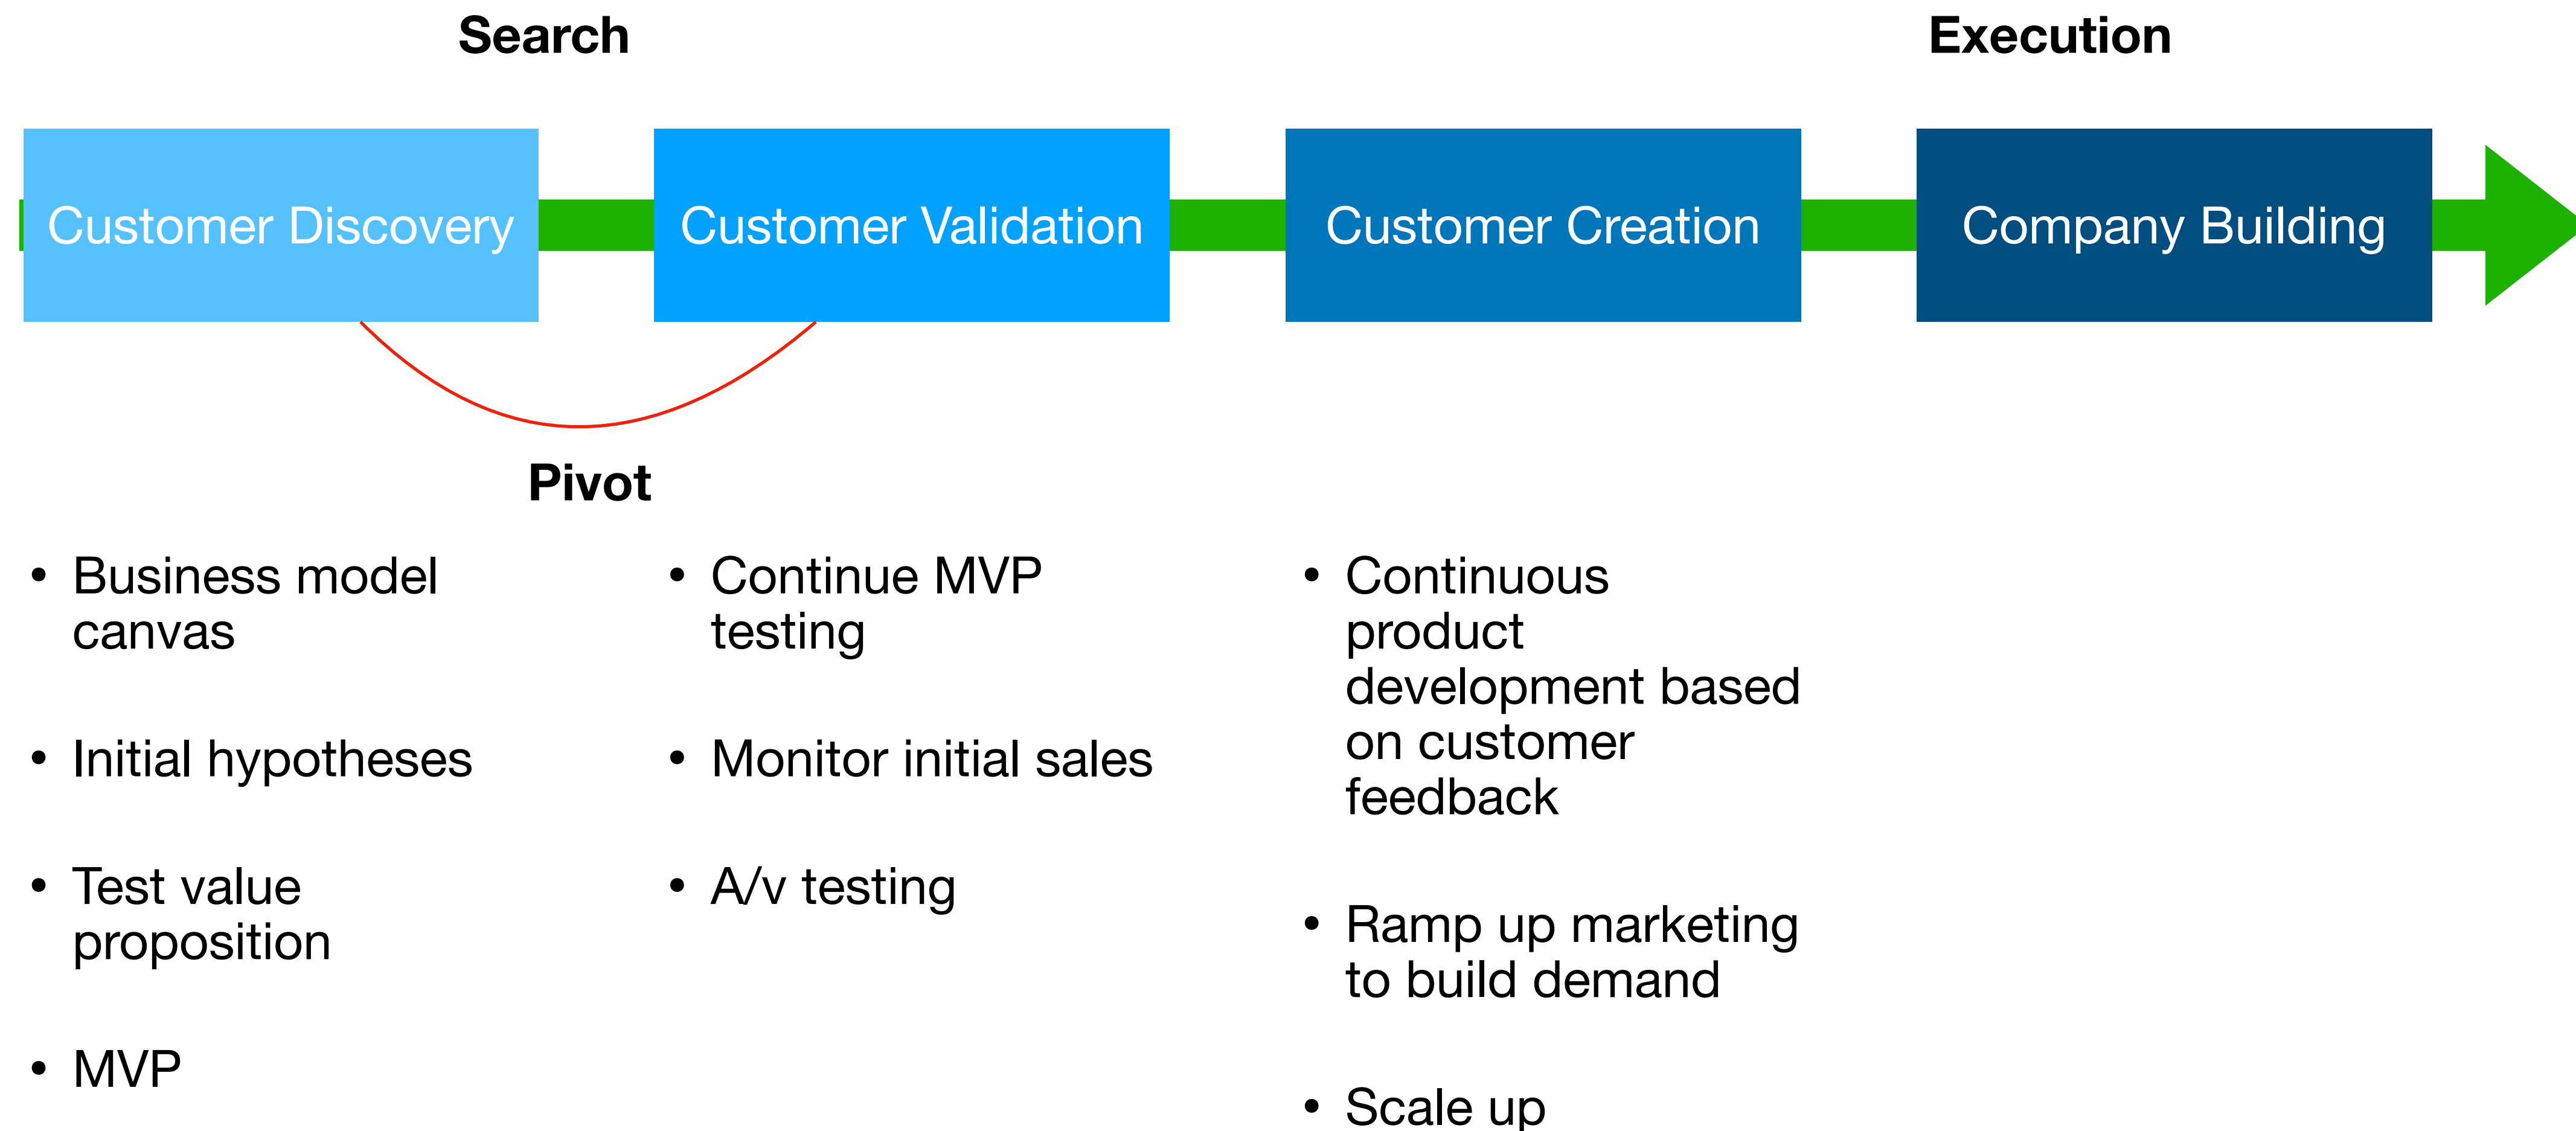 Search
Execution
Customer Discovery
Customer Validation
Customer Creation
Company Building
Pivot
• Business model
canvas
• Initial hypotheses
• Test value
proposition
• MVP
• Continue MVP
testing
• Monitor initial sales
• A/v testing
• Continuous
product
development based
on customer
feedback
• Ramp up marketing
to build demand
• Scale up